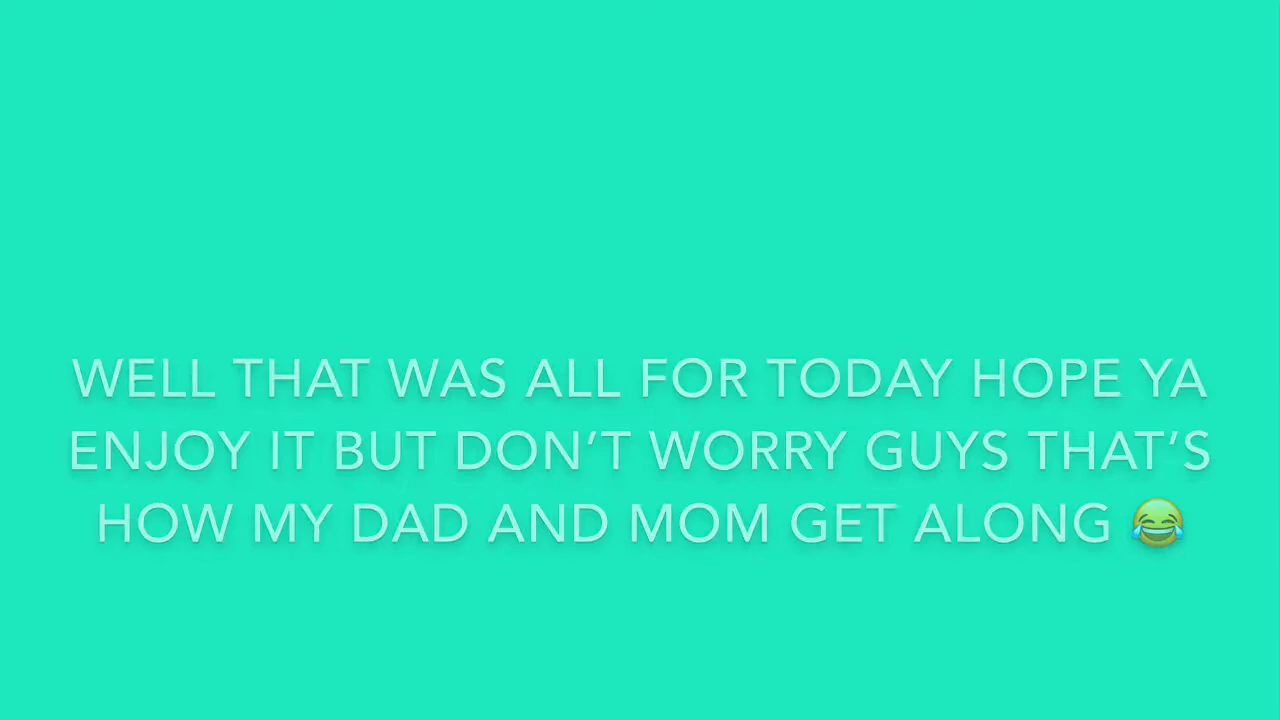 WELL THAT WAS ALL FOR TODAY HOPE YA
ENJOY IT BUT DON’T WORRY GUYS THAT’S
HOW MY DAD AND MOM GET ALONG 😂